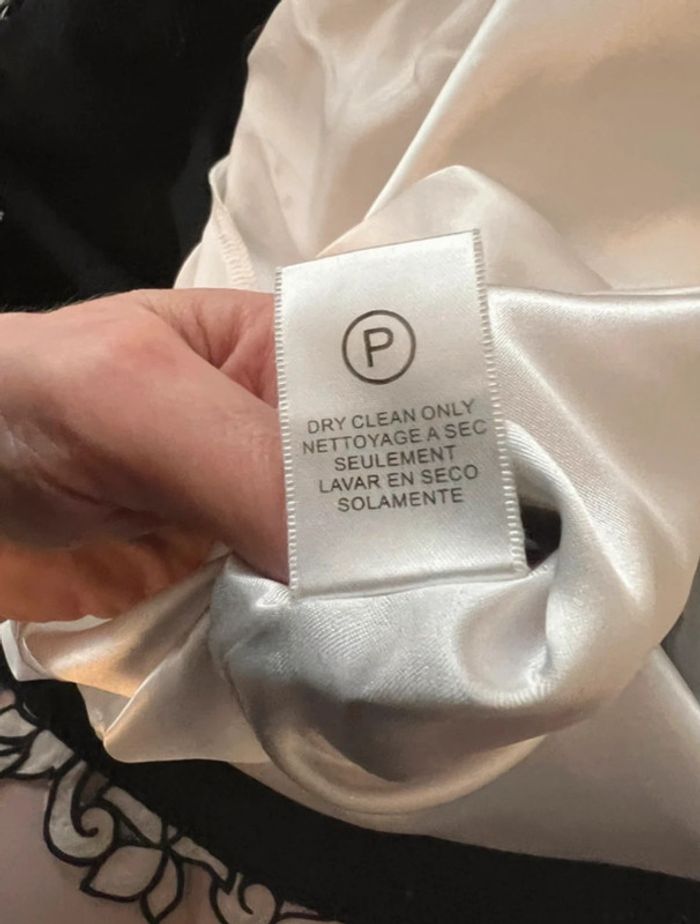 P
DRY CLEAN ONLY
NETTOYAGE A SEC
SEULEMENT
LAVAR EN SECO
SOLAMENTE